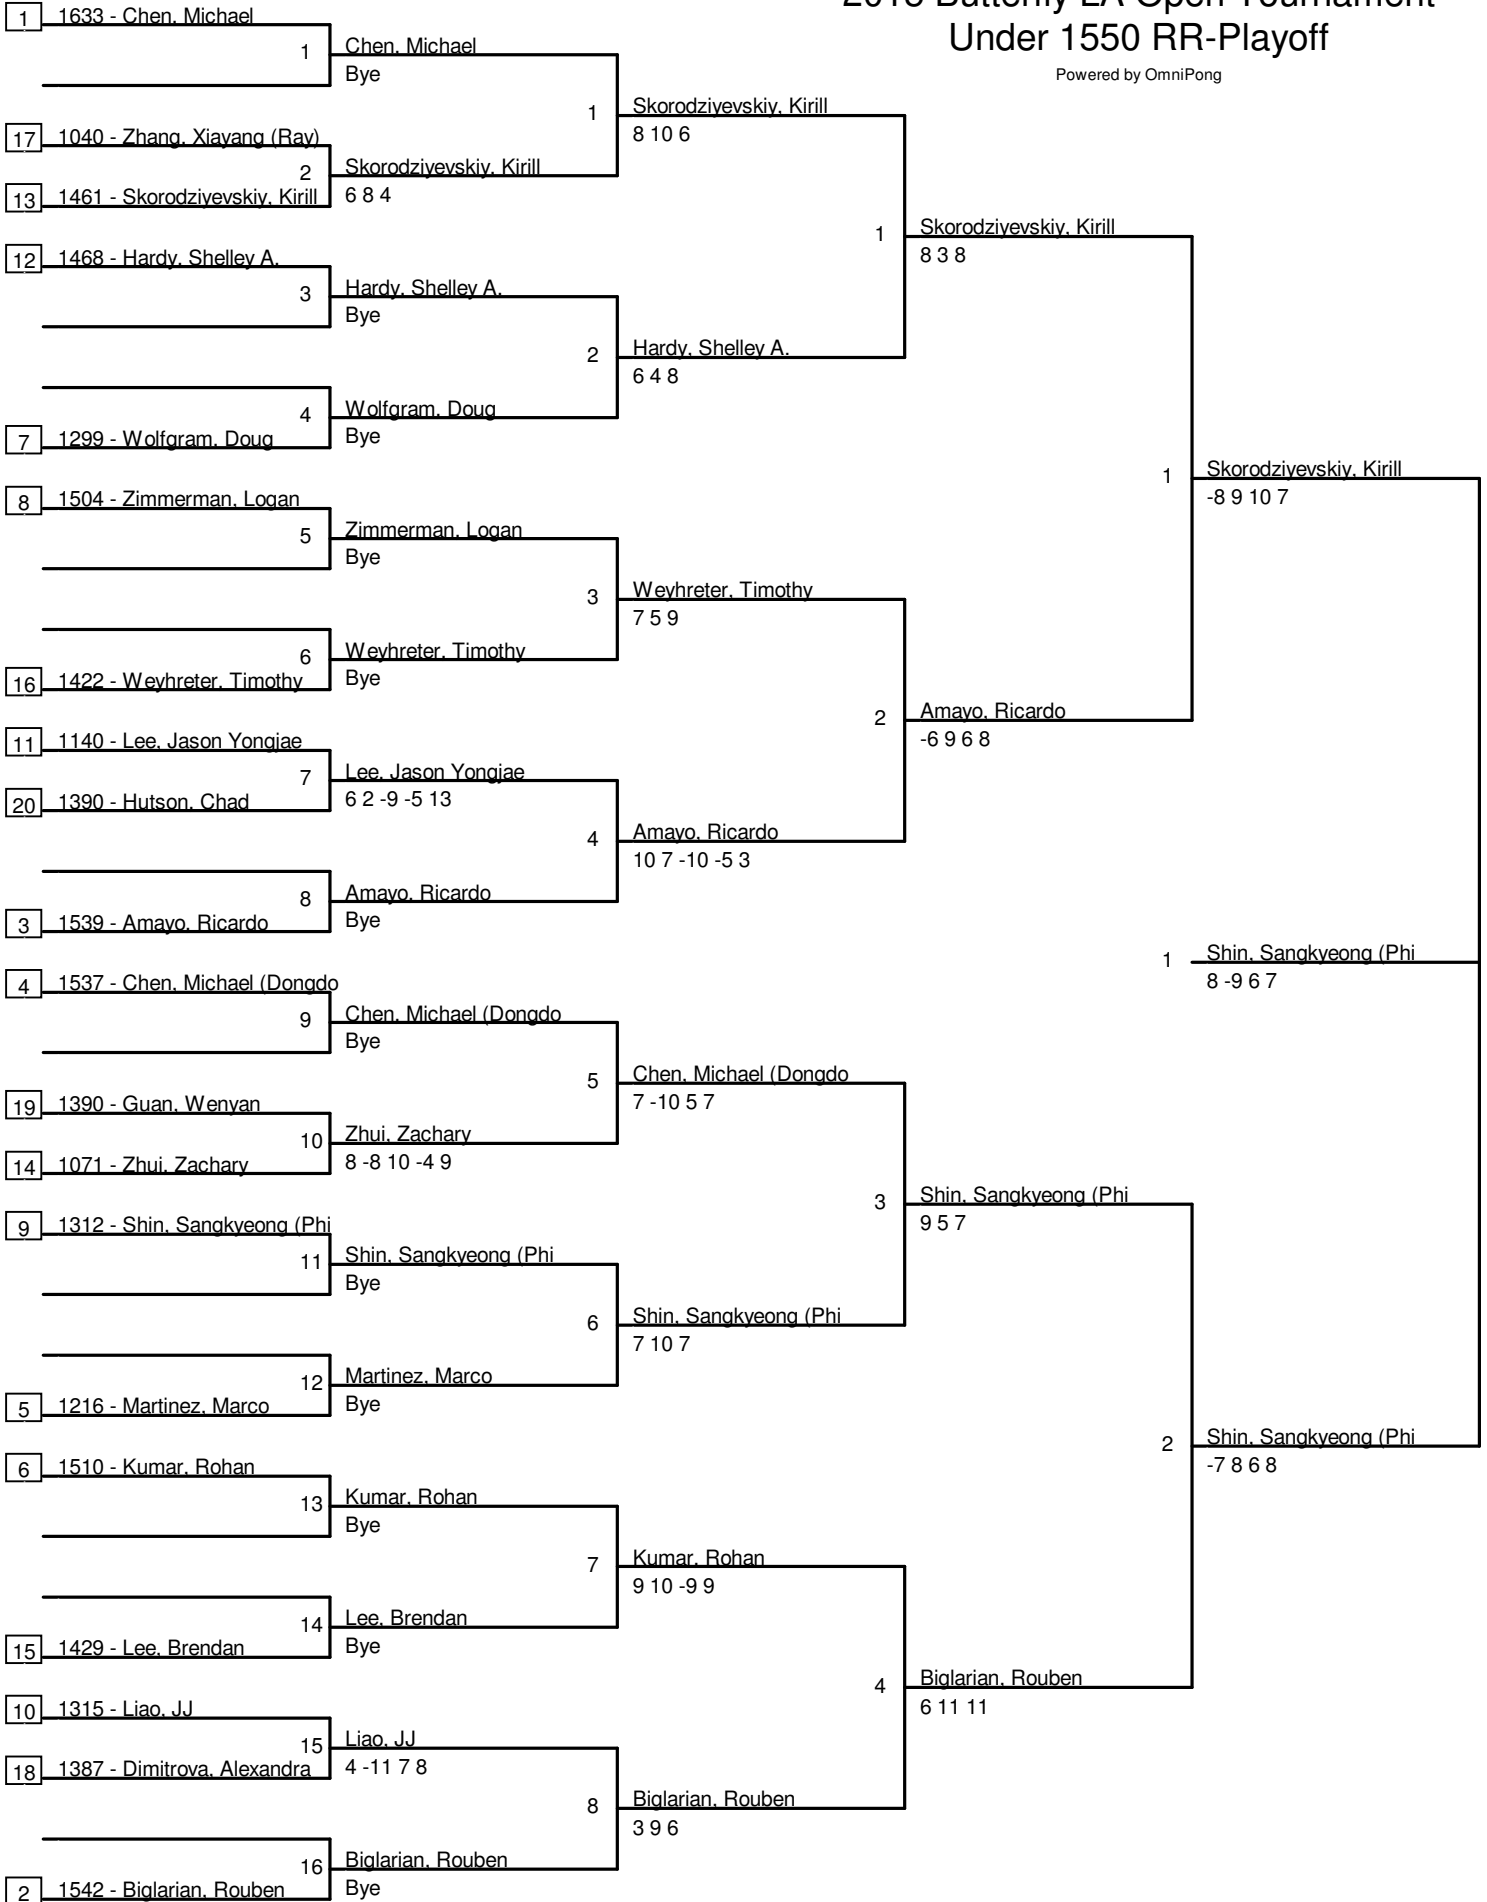 2018 Butterfly LA Open Tournament
Under 1550 RR-Playoff
Powered by OmniPong
1 1633 - Chen, Michael
1 Chen, Michael
Bye
1 Skorodziyevskiy, Kirill
8 10 6
17 1040 - Zhang, Xiayang (Ray)
2 Skorodziyevskiy, Kirill
13 1461 - Skorodziyevskiy, Kirill
6 8 4
1 Skorodziyevskiy, Kirill
8 3 8
12 1468 - Hardy, Shelley A.
3 Hardy, Shelley A.
Bye
2 Hardy, Shelley A.
6 4 8
4 Wolfgram, Doug
Bye
7 1299 - Wolfgram, Doug
1 Skorodziyevskiy, Kirill
-8 9 10 7
8 1504 - Zimmerman, Logan
5 Zimmerman, Logan
Bye
3 Weyhreter, Timothy
7 5 9
6 Weyhreter, Timothy
Bye
16 1422 - Weyhreter, Timothy
2 Amayo, Ricardo
-6 9 6 8
11 1140 - Lee, Jason Yongjae
7 Lee, Jason Yongjae
6 2 -9 -5 13
20 1390 - Hutson, Chad
4 Amayo, Ricardo
10 7 -10 -5 3
8 Amayo, Ricardo
Bye
3 1539 - Amayo, Ricardo
1 Shin, Sangkyeong (Phi
8 -9 6 7
4 1537 - Chen, Michael (Dongdo
9 Chen, Michael (Dongdo
Bye
5 Chen, Michael (Dongdo
7 -10 5 7
19 1390 - Guan, Wenyan
10 Zhui, Zachary
8 -8 10 -4 9
14 1071 - Zhui, Zachary
3 Shin, Sangkyeong (Phi
9 5 7
9 1312 - Shin, Sangkyeong (Phi
11 Shin, Sangkyeong (Phi
Bye
6 Shin, Sangkyeong (Phi
7 10 7
12 Martinez, Marco
Bye
5 1216 - Martinez, Marco
2 Shin, Sangkyeong (Phi
-7 8 6 8
6 1510 - Kumar, Rohan
13 Kumar, Rohan
Bye
7 Kumar, Rohan
9 10 -9 9
14 Lee, Brendan
Bye
15 1429 - Lee, Brendan
4 Biglarian, Rouben
6 11 11
10 1315 - Liao, JJ
15 Liao, JJ
4 -11 7 8
18 1387 - Dimitrova, Alexandra
8 Biglarian, Rouben
3 9 6
16 Biglarian, Rouben
Bye
2 1542 - Biglarian, Rouben